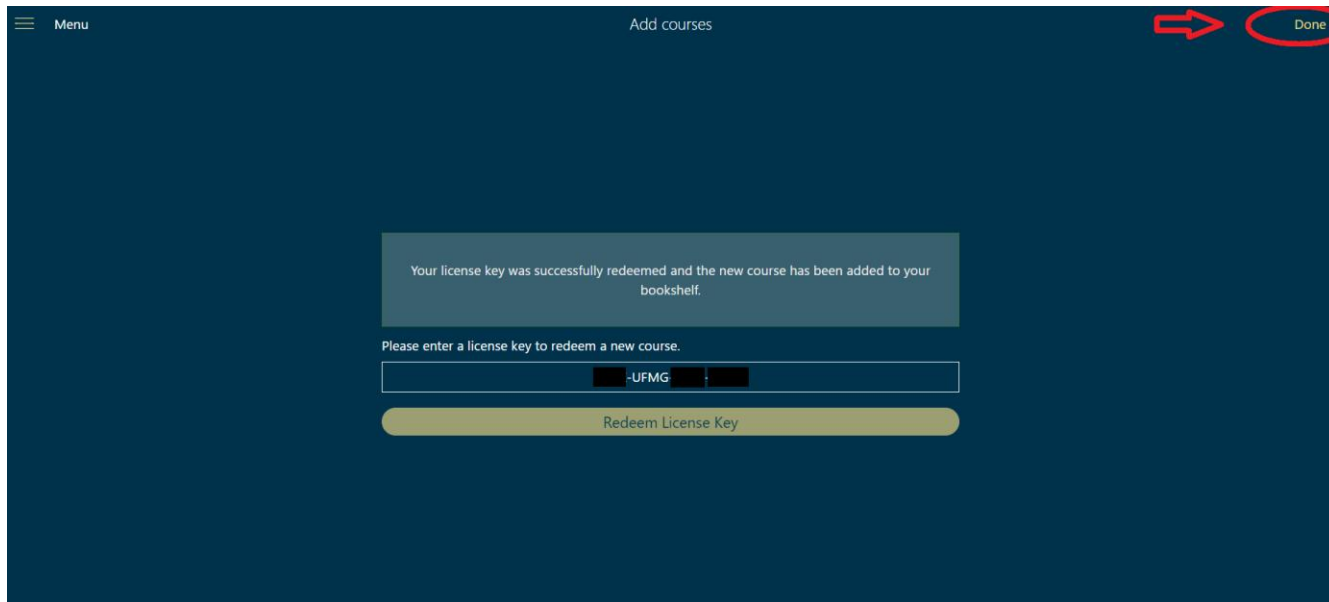 Menu
Add courses
Done
Your license key was successfully redeemed and the new course has been added to your
bookshelf.
Please enter a license key to redeem a new course.
-UFMG - 
Redeem License Key